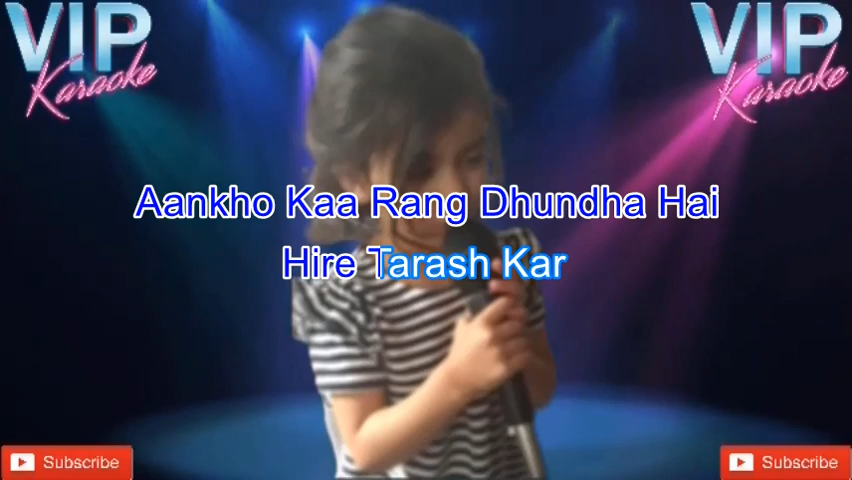 VIP VIP
Karaoke Karaoke
Aankho Kaa Rang Dhundha Hai
Hire Tarash Kar
Subscribe Subscribe